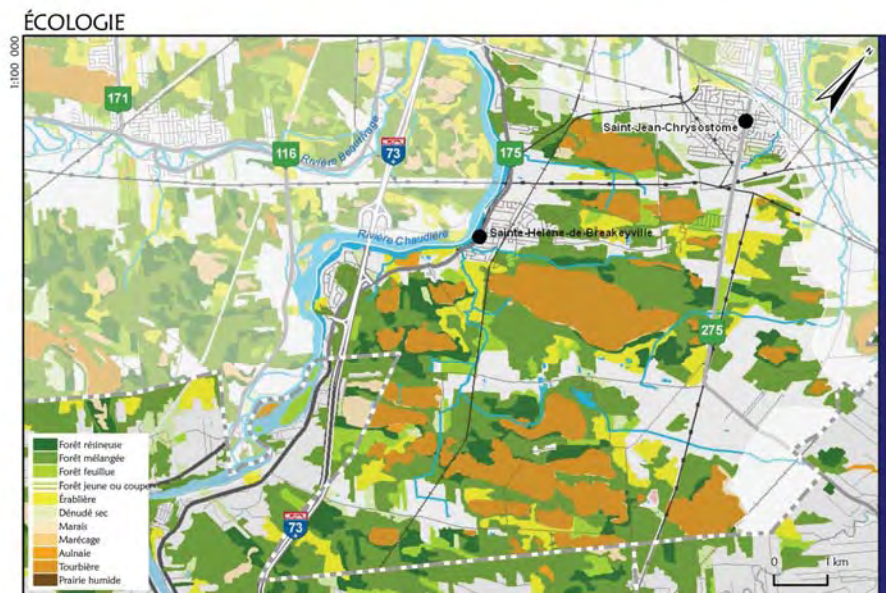 ÉCOLOGIE
1:100 000
N
171
116
Rivière Beaurivage
73
175
Saint-Jean-Chrysostome
Rivière Chaudière
Sainte-Hélène-de-Breakeyville
275
Forêt résineuse
Forêt mélangée
Forêt feuillue
Forêt jeune ou coupe
Érablière
Dénudé sec
Marais
Marécage
Aulnaie
Tourbière
Prairie humide
73
0 1 km